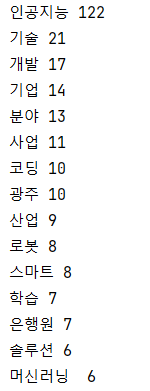 인공지능 122
기술 21
개발 17
기업 14
분야 13
사업 11
코딩 10
광주 10
산업 9
로봇 8
스마트 8
학습 7
은행원 7
솔루션 6
머신러닝  6